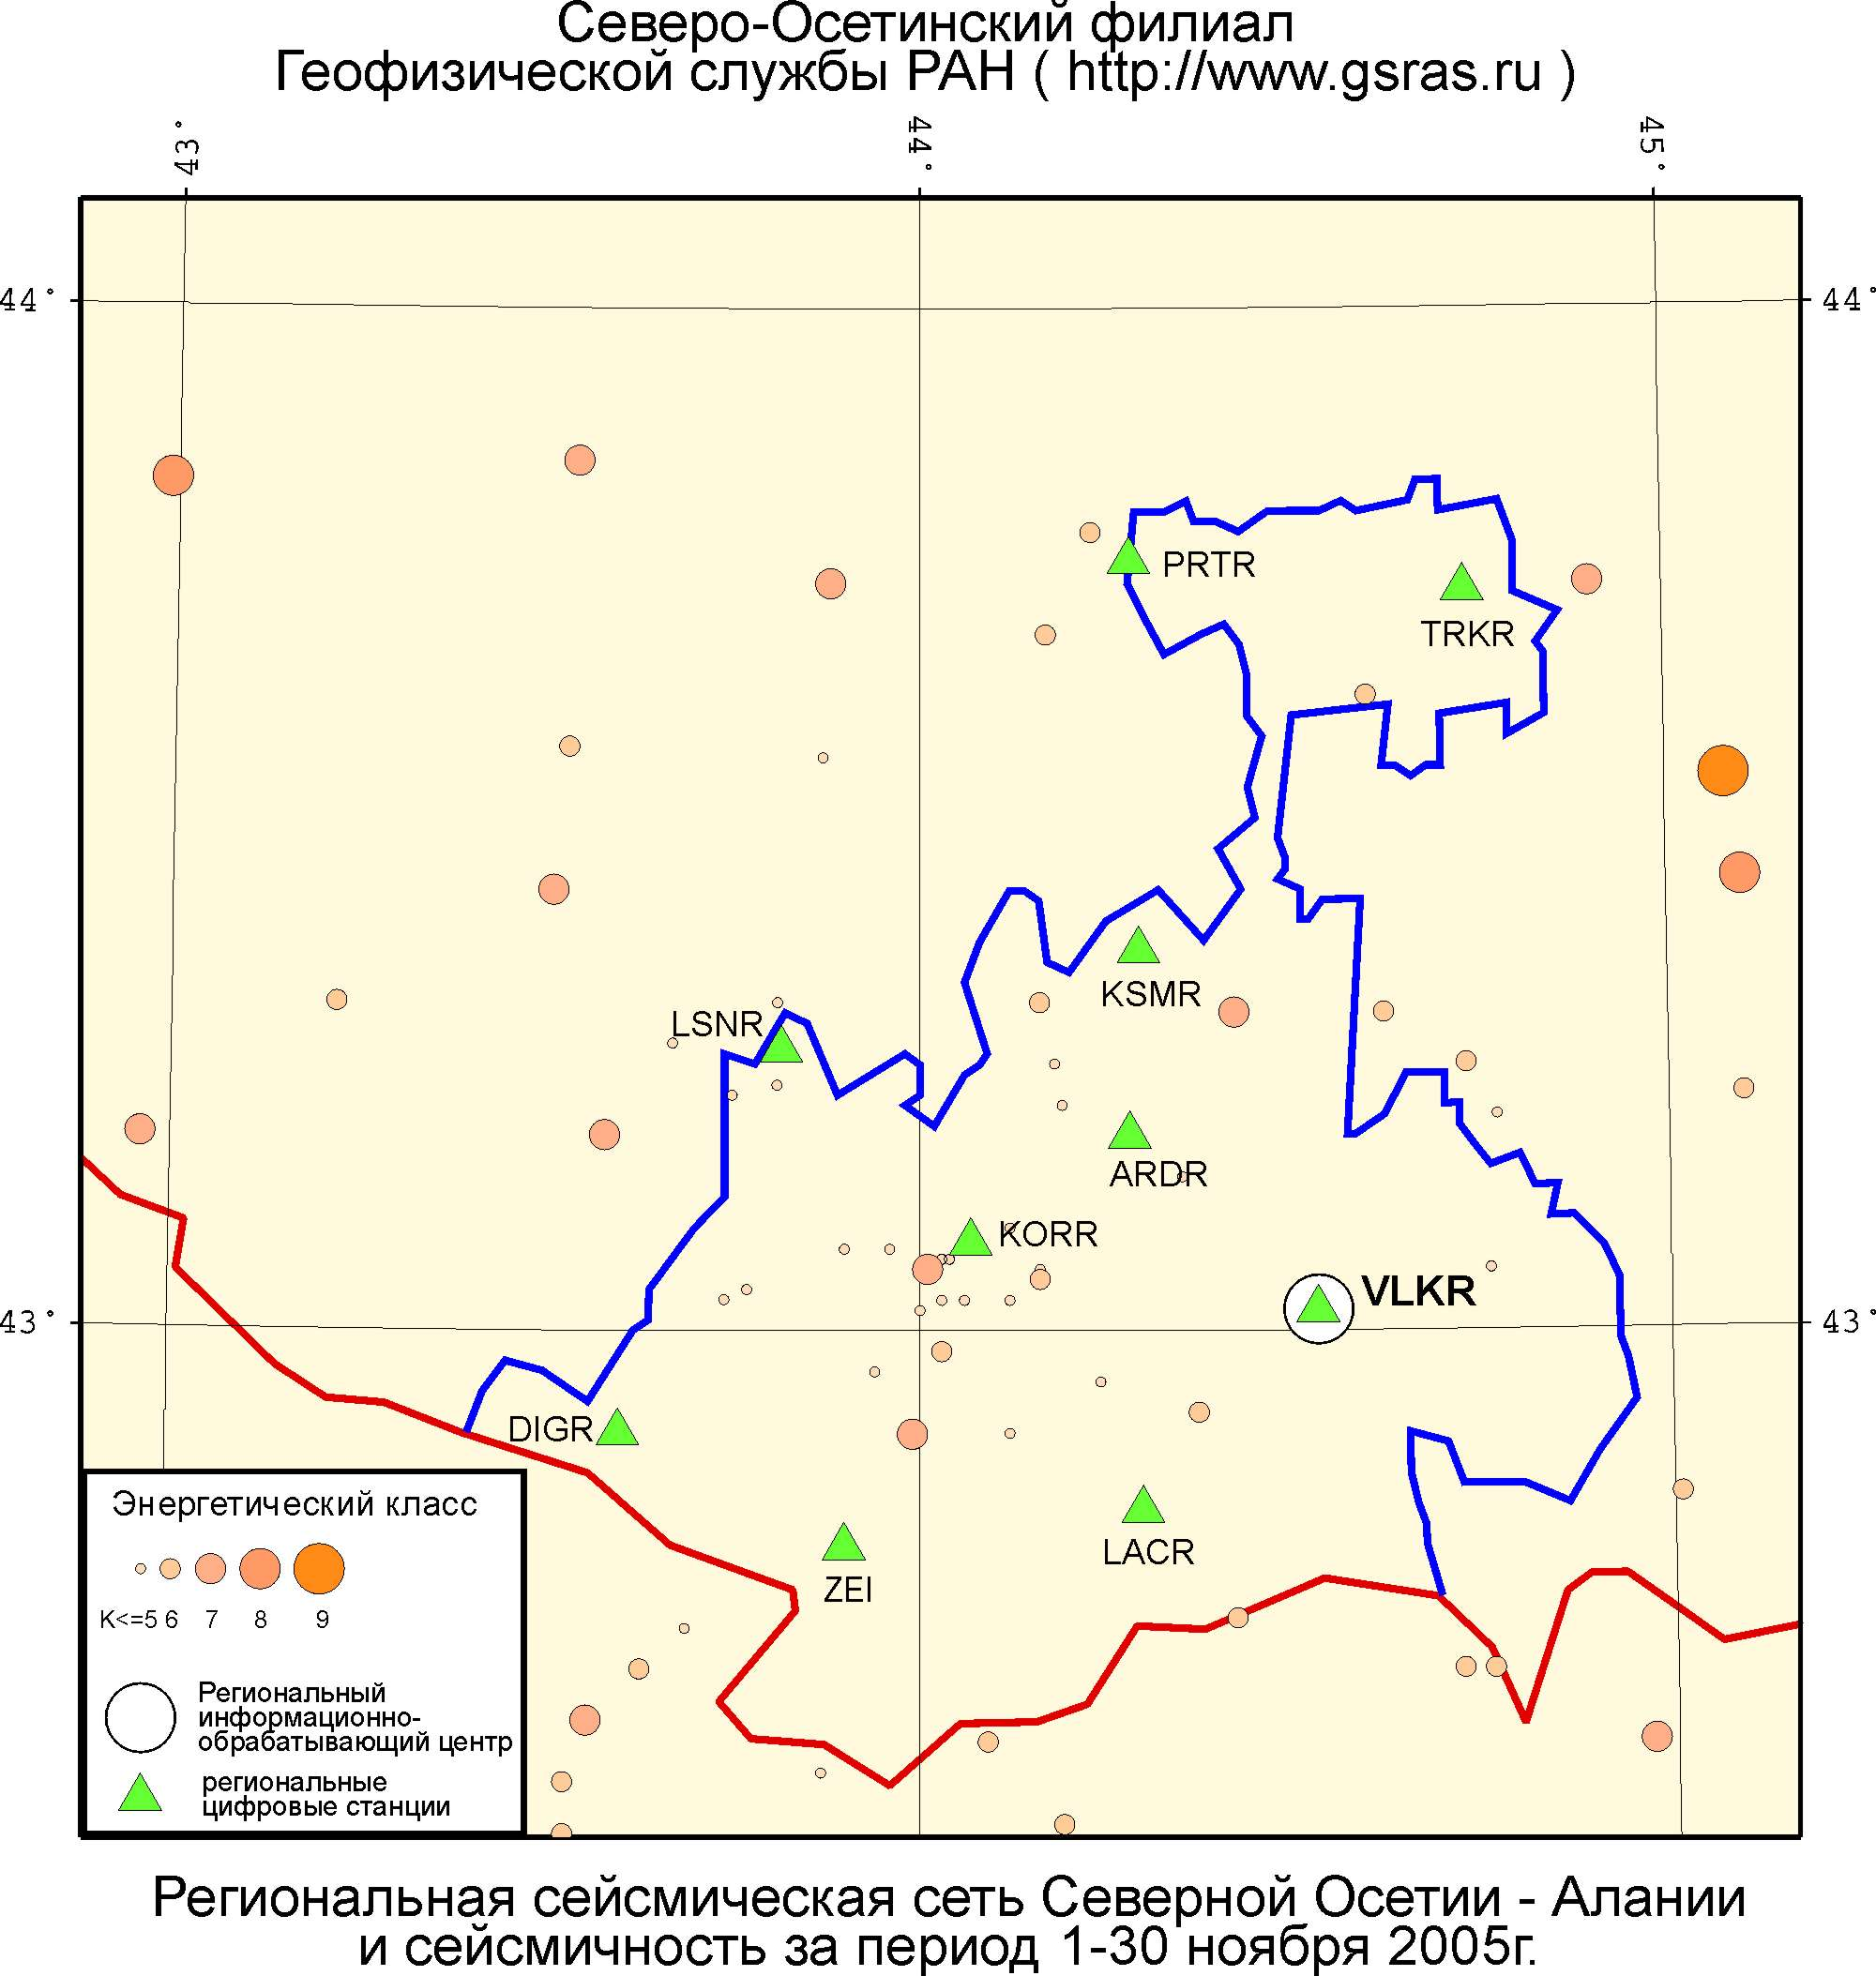 Северо-Осетинский филиал
Геофизической службы РАН ( http://www.gsras.ru )
43°
44°
45°
44°
44°
PRTR
TRKR
KSMR
LSNR
ARDR
KORR
VLKR
43°
43°
DIGR
LACR
ZEI
Энергетический класс
K<=5 6 7 8 9
Региональный
информационно-
обрабатывающий центр
региональные
цифровые станции
Региональная сейсмическая сеть Северной Осетии - Алании
и сейсмичность за период 1-30 ноября 2005г.